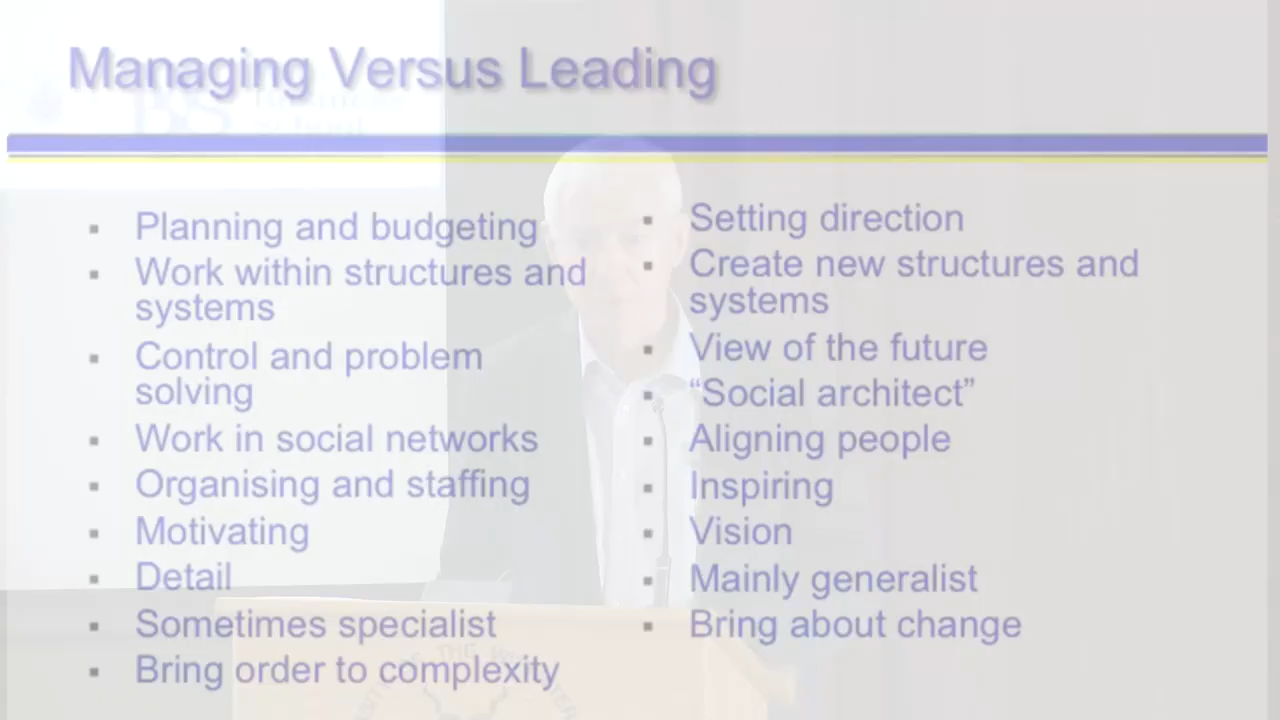 Managing Versus Leading
School
Planning and budgeting
Work within structures and
systems
Control and problem
solving
Work in social networks
Organising and staffing
Motivating
Detail
Sometimes specialist
Bring order to complexity
Setting direction
Create new structures and
systems
View of the future
“Social architect”
Aligning people
Inspiring
Vision
Mainly generalist
Bring about change